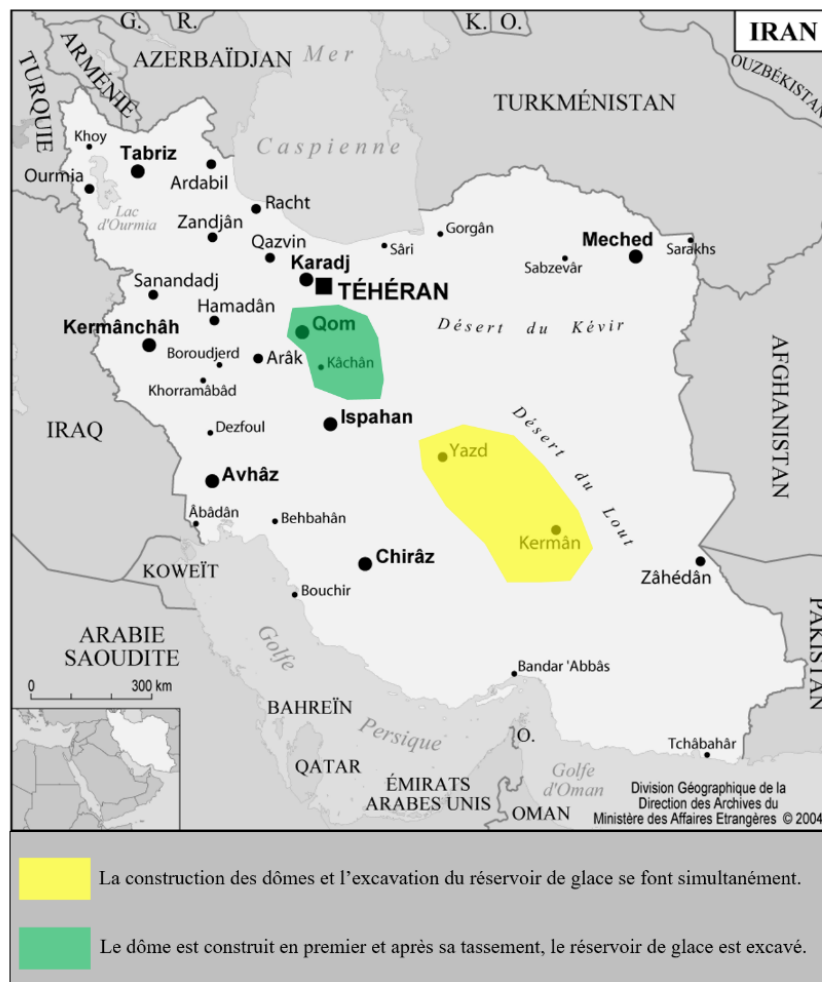 G.
R.
K.
O.
IRAN
ARMÉNIE
AZERBAÏDJAN
Mer
Caspienne
OUZBÉKISTAN
TURQUIE
TURKMÉNISTAN
Khoy
Tabriz
Ardabil
Ourmia
Lac
d'Ourmia
Racht
Zandjân
Qazvin
Gorgân
Sâri
Meched
Sarakhs
Sabzevâr
Karadj
TÉHÉRAN
Sanandadj
Hamadân
Qom
Désert du Kévir
Kermânchâh
Boroudjerd
Arâk
Kâchân
Khorramâbâd
AFGHANISTAN
IRAQ
Dezfoul
Ispahan
Désert du Lout
Yazd
Avhâz
Âbâdân
Behbahân
Kermân
KOWEÏT
Chirâz
Zâhédân
Bouchir
PAKISTAN
ARABIE
SAOUDITE
Golfe
Persique
0
300 km
Bandar 'Abbâs
BAHREÏN
O.
Tchâbahâr
QATAR
ÉMIRATS
ARABES UNIS
Golfe
d'Oman
OMAN
Division Géographique de la
Direction des Archives du
Ministère des Affaires Etrangères © 2004
La construction des dômes et l’excavation du réservoir de glace se font simultanément.
Le dôme est construit en premier et après sa tassement, le réservoir de glace est excavé.